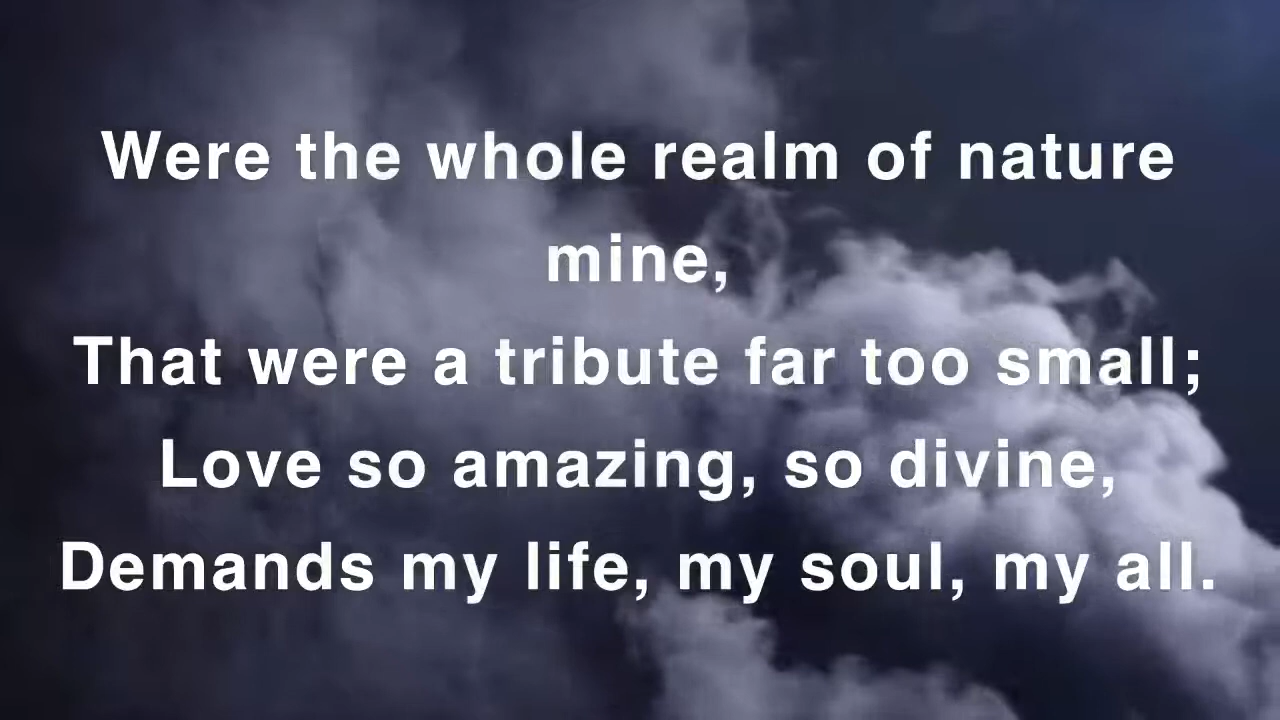 Were the whole realm of nature
mine,
That were a tribute far too small;
Love so amazing, so divine,
Demands my life, my soul, my all.